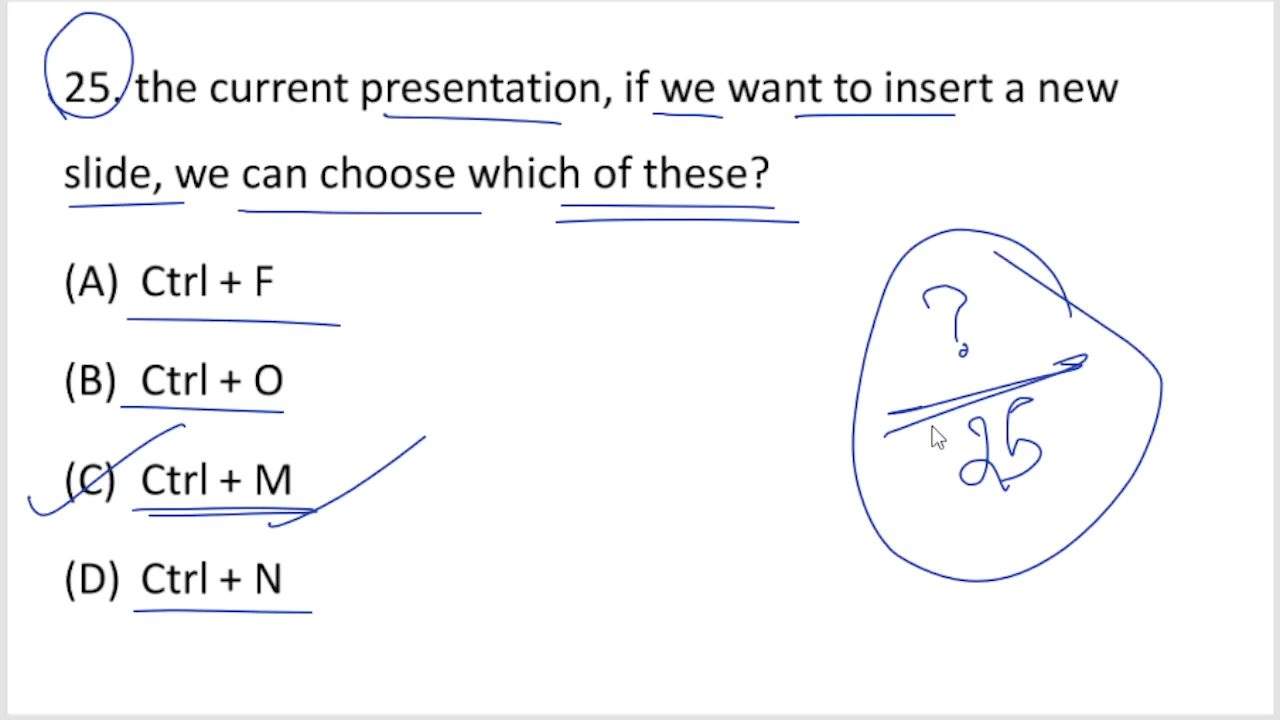 25. the current presentation, if we want to insert a new
slide, we can choose which of these?
(A) Ctrl + F
(B) Ctrl + O
(C) Ctrl + M
(D) Ctrl + N
?
25